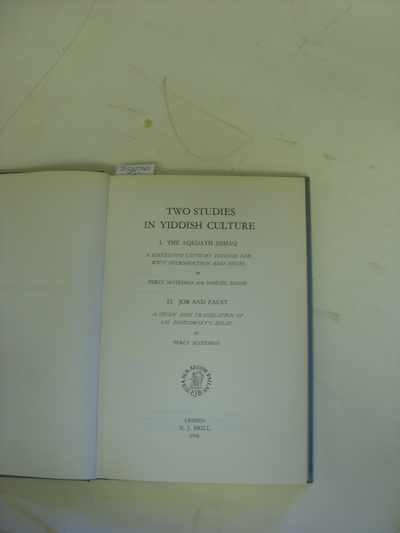 TWO STUDIES
IN YIDDISH CULTURE
I. THE AQEDATH JISHAQ
A SIXTEENTH CENTURY YIDDISH EPIC
WITH INTRODUCTION AND NOTES
BY
PERCY MATENKO AND SAMUEL SLOAN
II. JOB AND FAUST
A STUDY AND TRANSLATION OF
CH. ZHITLOWSKY'S ESSAY
BY
PERCY MATENKO
LEIDEN
E. J. BRILL
1968